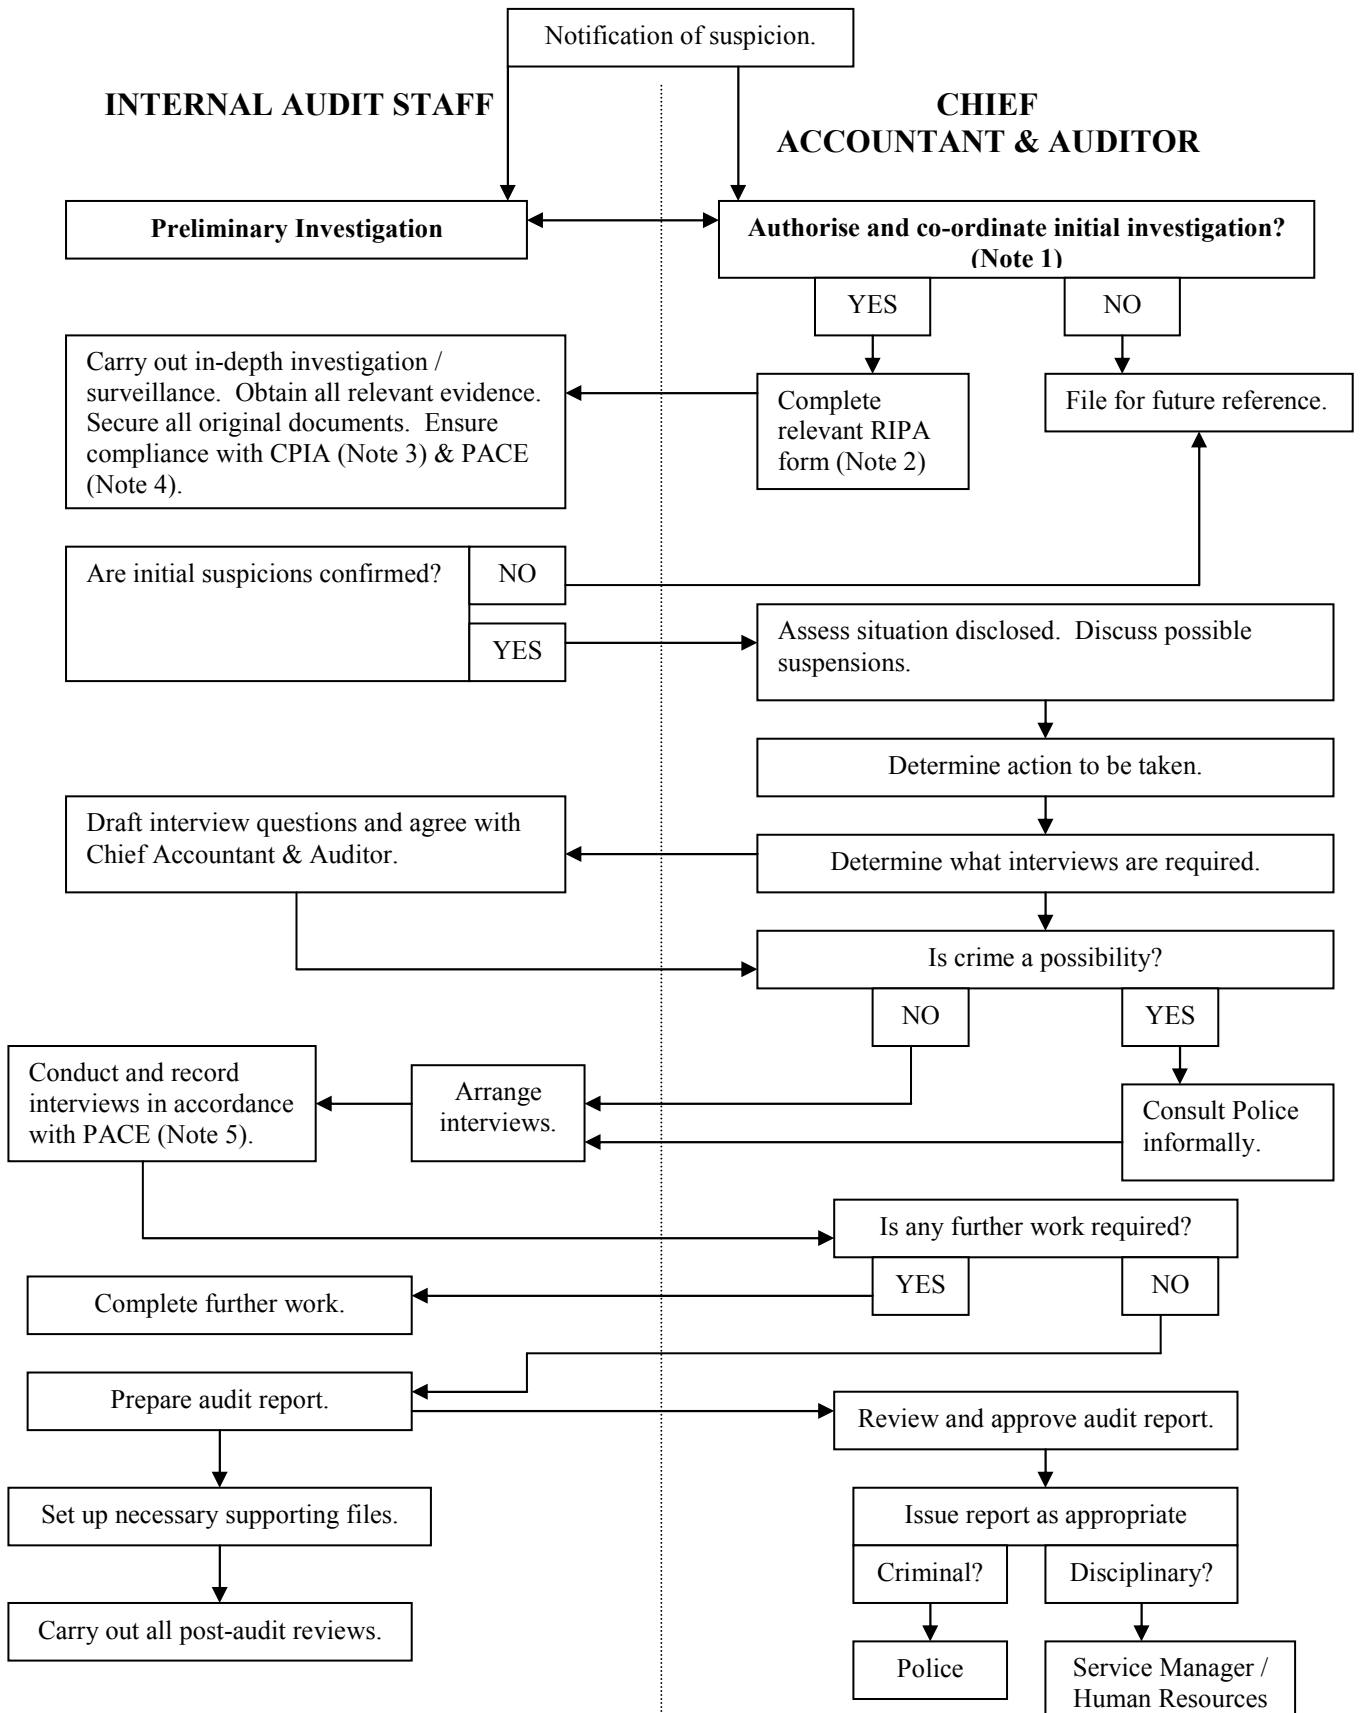 Notification of suspicion.
INTERNAL AUDIT STAFF
CHIEF
ACCOUNTANT & AUDITOR
Preliminary Investigation
Authorise and co-ordinate initial investigation?
(Note 1)
YES
NO
Carry out in-depth investigation /
surveillance.  Obtain all relevant evidence.
Secure all original documents.  Ensure
compliance with CPIA (Note 3) & PACE
(Note 4).
Complete
relevant RIPA
form (Note 2)
File for future reference.
Are initial suspicions confirmed?
NO
YES
Assess situation disclosed.  Discuss possible
suspensions.
Determine action to be taken.
Draft interview questions and agree with
Chief Accountant & Auditor.
Determine what interviews are required.
Is crime a possibility?
NO
YES
Conduct and record
interviews in accordance
with PACE (Note 5).
Arrange
interviews.
Consult Police
informally.
Is any further work required?
YES
NO
Complete further work.
Prepare audit report.
Review and approve audit report.
Set up necessary supporting files.
Issue report as appropriate
Criminal?
Disciplinary?
Carry out all post-audit reviews.
Police
Service Manager /
Human Resources